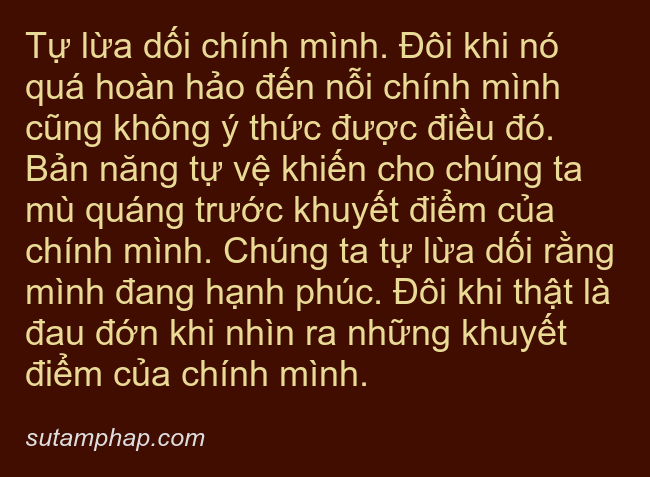 Tự lừa dối chính mình. Đôi khi nó
quá hoàn hảo đến nỗi chính mình
cũng không ý thức được điều đó.
Bản năng tự vệ khiến cho chúng ta
mù quáng trước khuyết điểm của
chính mình. Chúng ta tự lừa dối rằng
mình đang hạnh phúc. Đôi khi thật là
đau đớn khi nhìn ra những khuyết
điểm của chính mình.
sutamphap.com